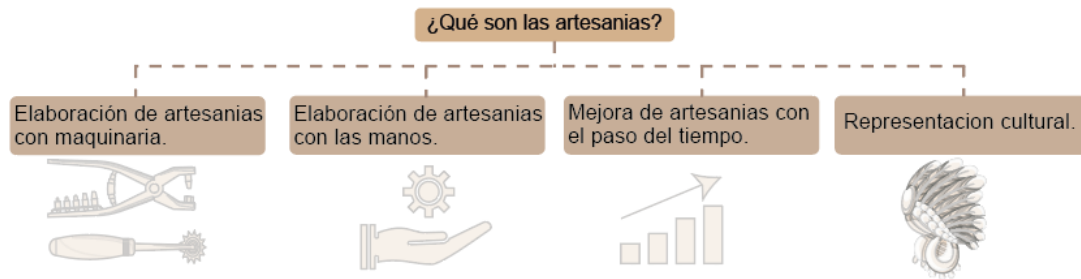 ¿Qué son las artesanias?
Elaboración de artesanias
con maquinaria.
Elaboración de artesanias
con las manos.
Mejora de artesanias con
el paso del tiempo.
Representacion cultural.